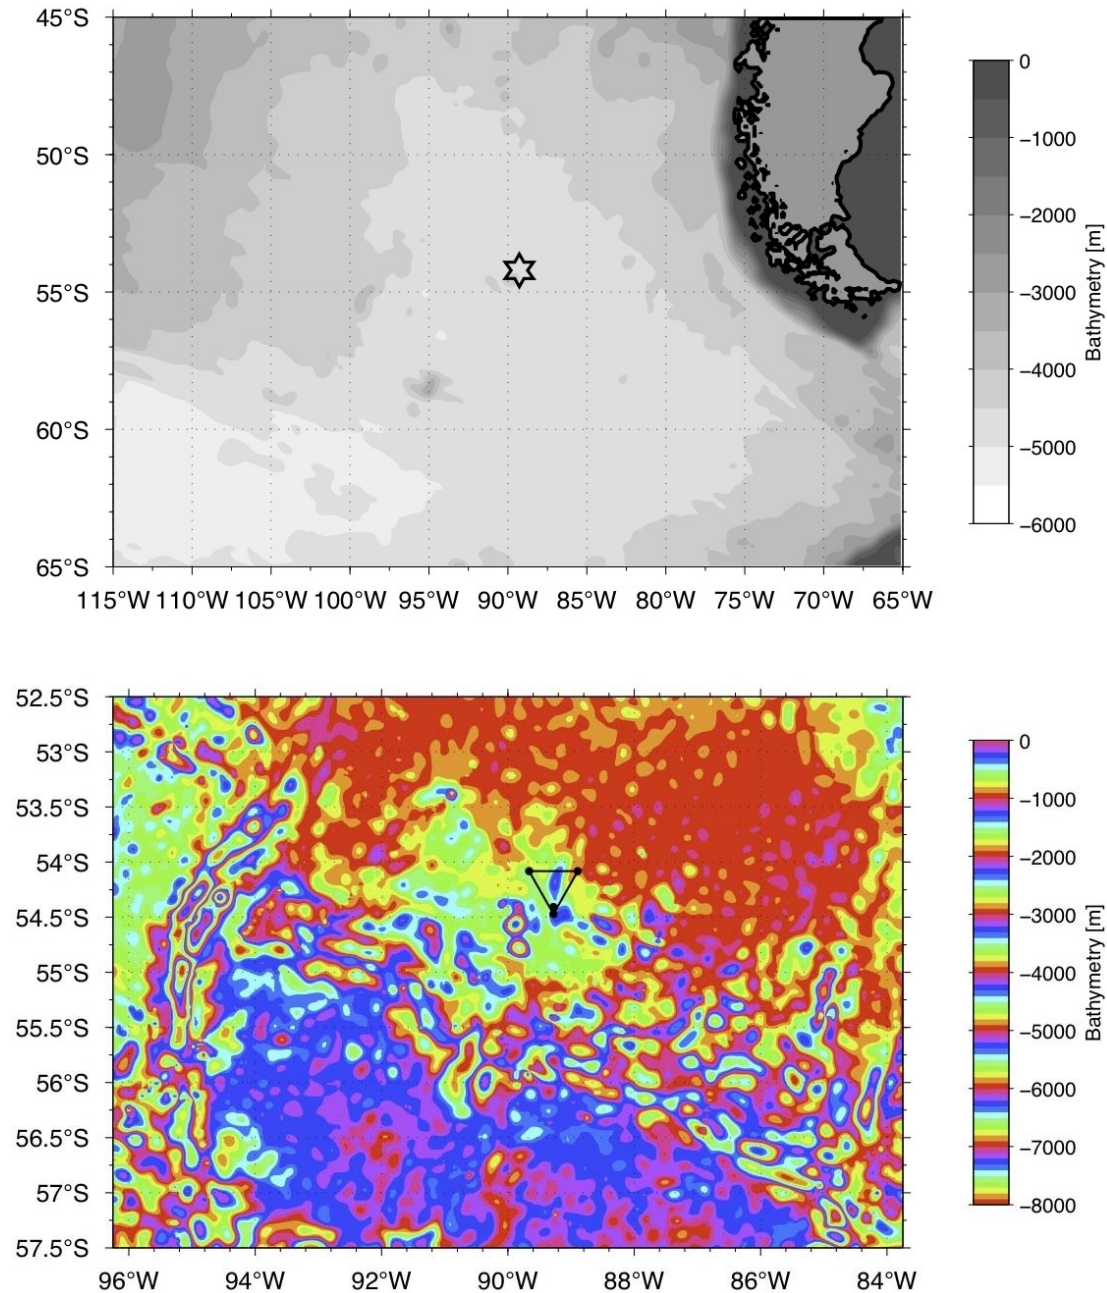 45°S
50°S
55°S
60°S
65°S
115°W 110°W 105°W 100°W 95°W 90°W 85°W 80°W 75°W 70°W 65°W
0
−1000
−2000
−3000
−4000
−5000
−6000
Bathymetry [m]
52.5°S
53°S
53.5°S
54°S
54.5°S
55°S
55.5°S
56°S
56.5°S
57°S
57.5°S
96°W 94°W 92°W 90°W 88°W 86°W 84°W
0
−1000
−2000
−3000
−4000
−5000
−6000
−7000
−8000
Bathymetry [m]